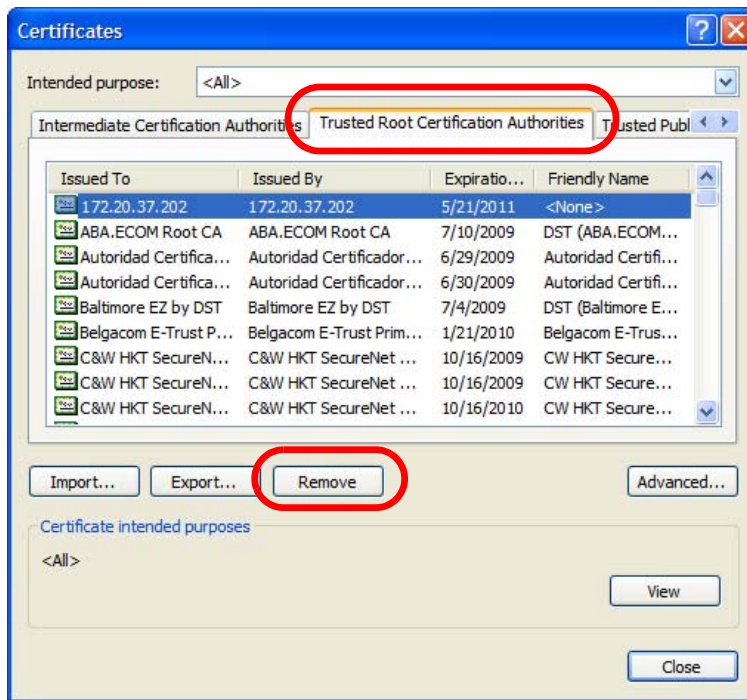 Certificates
Intended purpose: <All>
Intermediate Certification Authorities Trusted Root Certification Authorities Trusted Publ
Issued To Issued By Expiratio... Friendly Name
172.20.37.202 172.20.37.202 5/21/2011 <None>
ABA.ECOM Root CA ABA.ECOM Root CA 7/10/2009 DST (ABA.ECOM...
Autoridad Certifica... Autoridad Certificador... 6/29/2009 Autoridad Certifi...
Autoridad Certifica... Autoridad Certificador... 6/30/2009 Autoridad Certifi...
Baltimore EZ by DST Baltimore EZ by DST 7/4/2009 DST (Baltimore E...
Belgacom E-Trust P... Belgacom E-Trust Prim... 1/21/2010 Belgacom E-Trus...
C&W HKT SecureN... C&W HKT SecureNet ... 10/16/2009 CW HKT Secure...
C&W HKT SecureN... C&W HKT SecureNet ... 10/16/2009 CW HKT Secure...
C&W HKT SecureN... C&W HKT SecureNet ... 10/16/2010 CW HKT Secure...
Import... Export... Remove Advanced...
Certificate intended purposes
<All>
View
Close